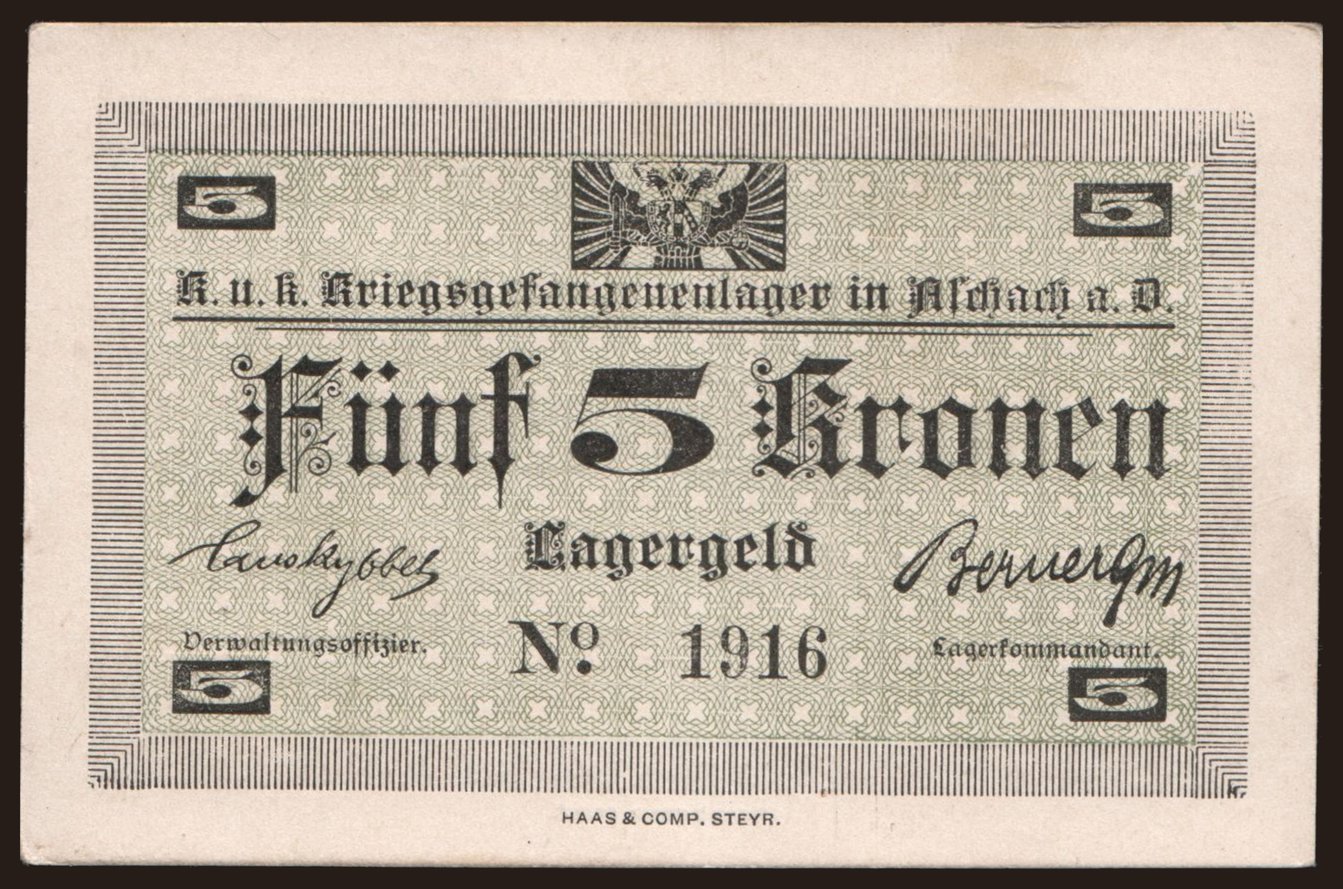 5 5
K. u. k. Kriegsgefangenenlager in Aschach a. D.
Fünf 5 Kronen
Lagergeld
Verwaltungsoffizier. Lagerkommandant.
No. 1916
5 5
HAAS & COMP. STEYR.